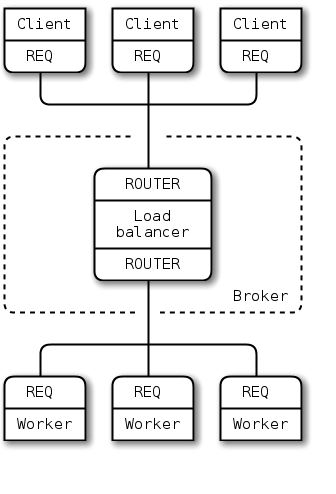 Client Client Client
REQ REQ REQ
ROUTER
Load
balancer
ROUTER
Broker
REQ REQ REQ
Worker Worker Worker